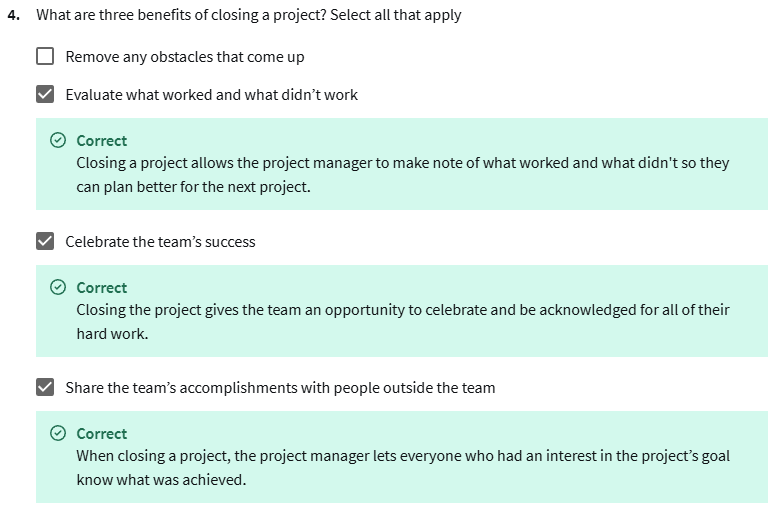 4. What are three benefits of closing a project? Select all that apply
Remove any obstacles that come up
Evaluate what worked and what didn’t work
Correct
Closing a project allows the project manager to make note of what worked and what didn't so they
can plan better for the next project.
Celebrate the team’s success
Correct
Closing the project gives the team an opportunity to celebrate and be acknowledged for all of their
hard work.
Share the team’s accomplishments with people outside the team
Correct
When closing a project, the project manager lets everyone who had an interest in the project’s goal
know what was achieved.